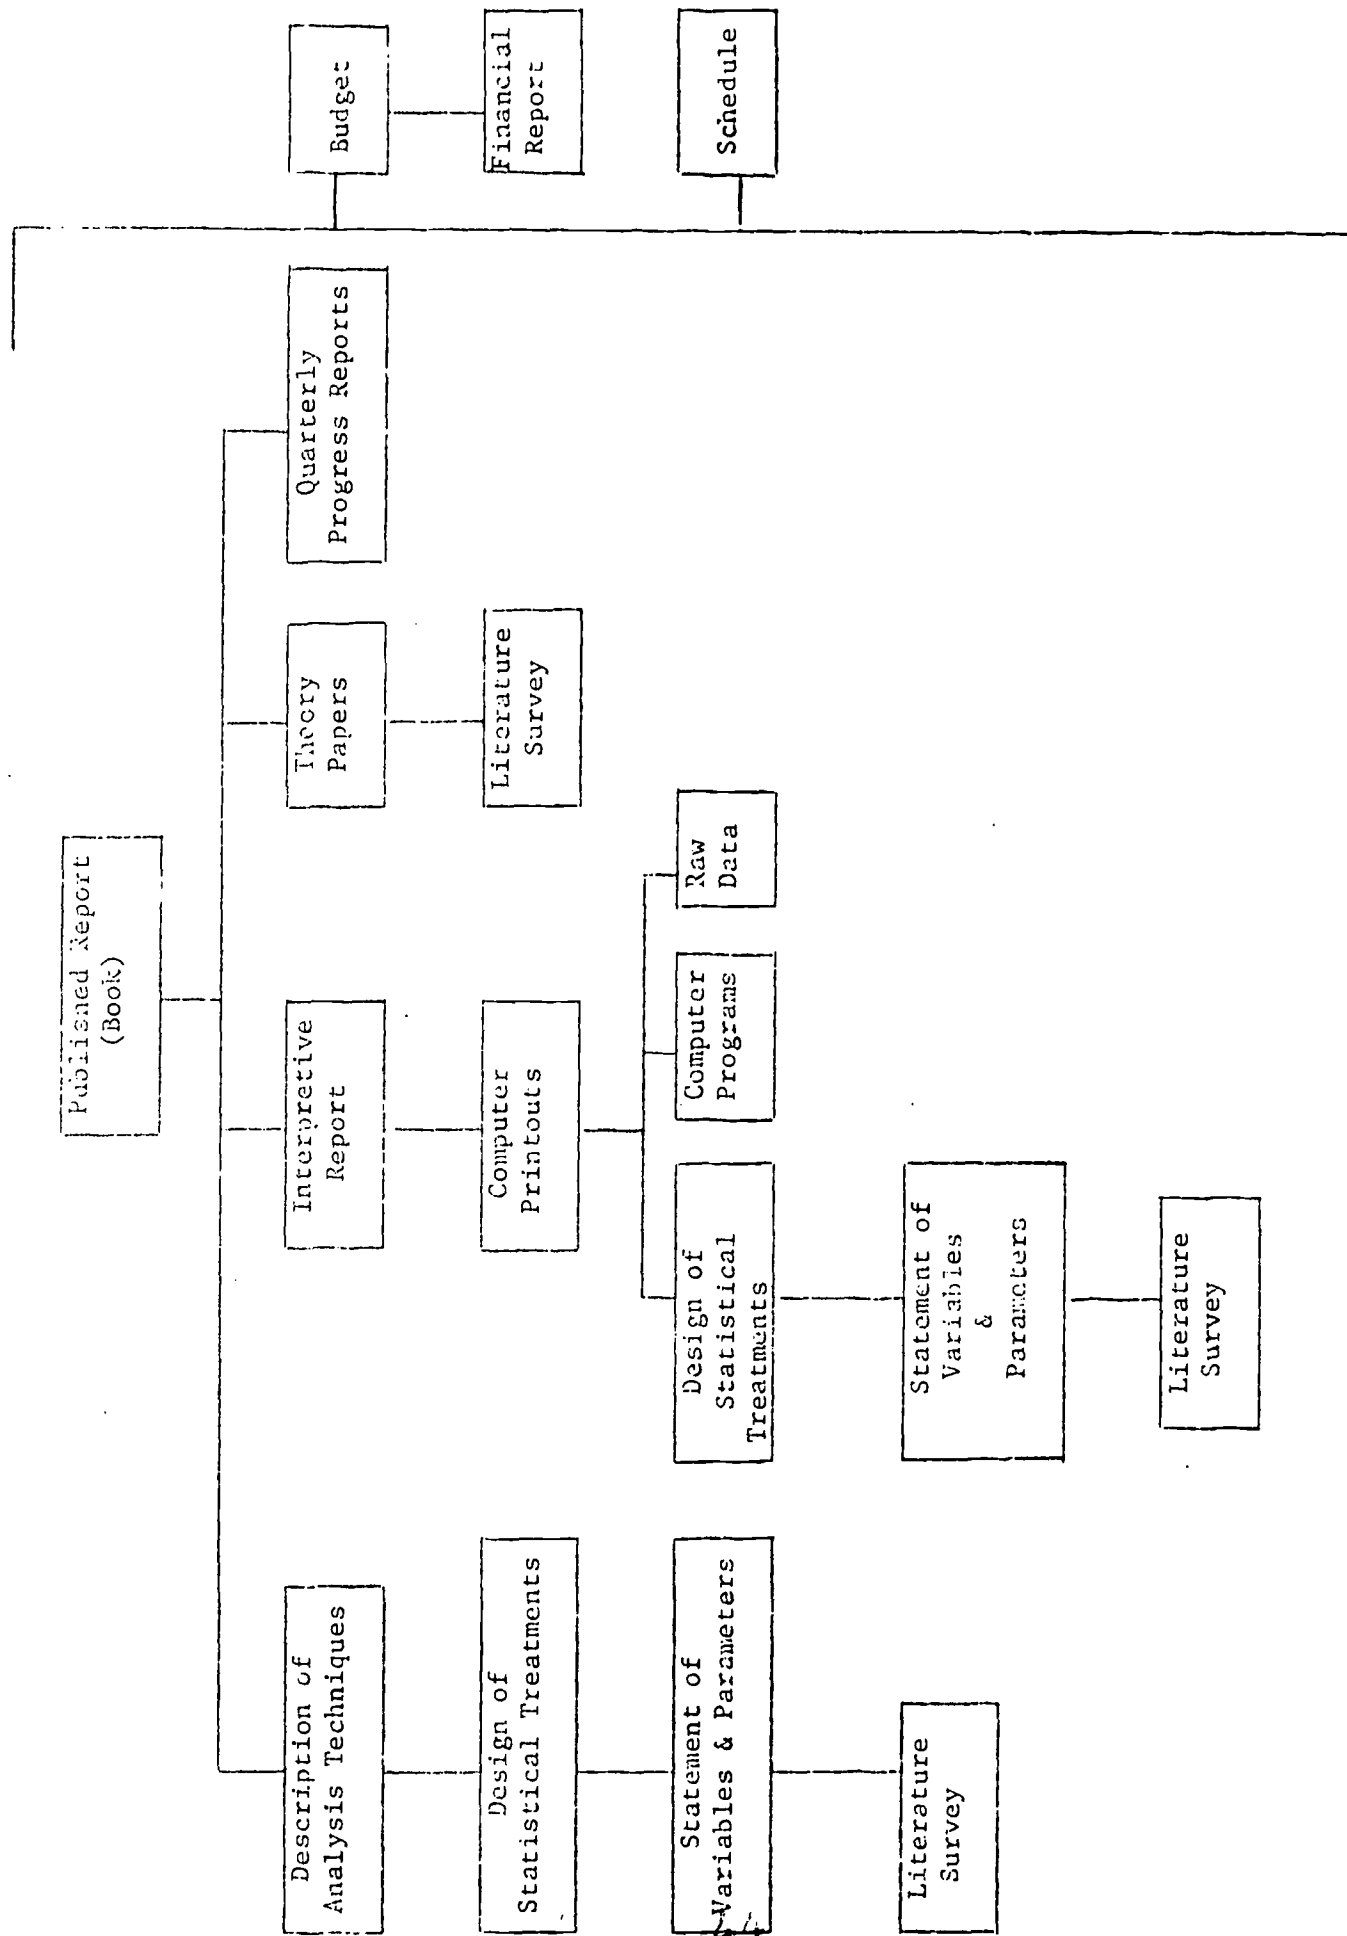 Published Report
(Book)
Description of
Analysis Techniques
Interpretive
Report
Theory
Papers
Quarterly
Progress Reports
Budget
Design of
Statistical Treatments
Computer
Printouts
Literature
Survey
Financial
Report
Statement of
Variables & Parameters
Design of
Statistical
Treatments
Computer
Programs
Raw
Data
Schedule
Literature
Survey
Statement of
Variables
&
Parameters
Literature
Survey